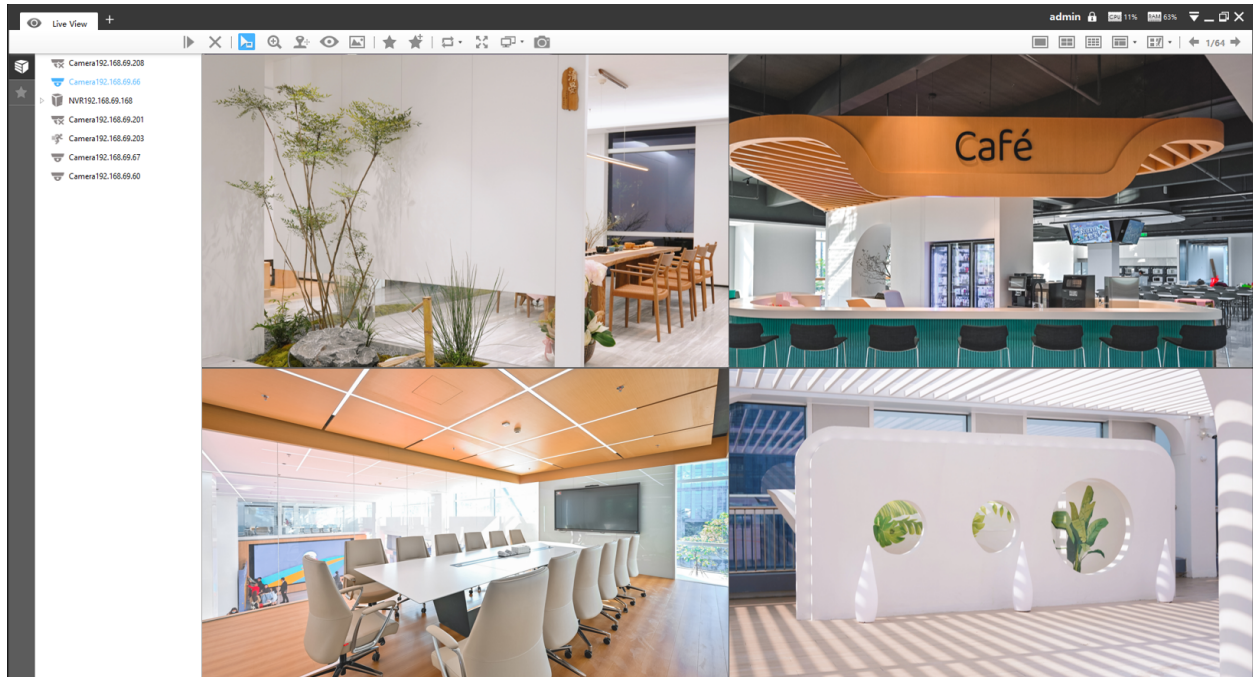 Live View
+
admin
CPU 11%
RAM 63%
1/64
Camera192.168.69.208
Camera192.168.69.66
NVR192.168.69.168
Camera192.168.69.201
Camera192.168.69.203
Camera192.168.69.67
Camera192.168.69.60
Café